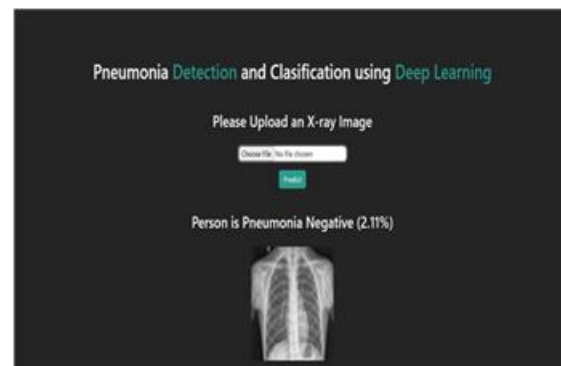 Pneumonia Detection and Clasification using Deep Learning
Please Upload an X-ray Image
Choose File No file chosen
Predict
Person is Pneumonia Negative (2.11%)